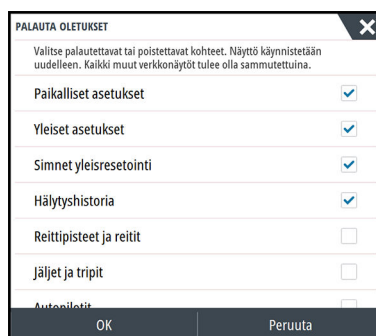 PALAUTA OLETUKSET
Valitse palautettavat tai poistettavat kohteet. Näyttö käynnistetään
uudelleen. Kaikki muut verkkonäytöt tulee olla sammutettuina.
Paikalliset asetukset
Yleiset asetukset
Simnet yleisresetointi
Hälytyshistoria
Reittipisteet ja reitit
Jäljet ja tripit
Autopilotit
OK
Peruuta